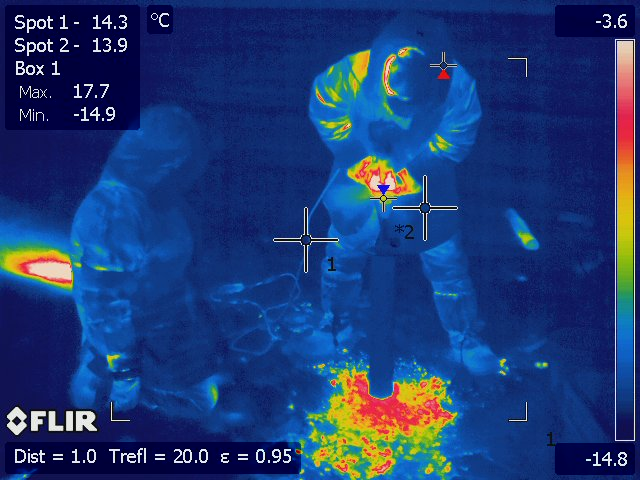 Spot 1 - 14.3 °C
Spot 2 - 13.9
Box 1
Max. 17.7
Min. -14.9
-3.6
*2
1
1
FLIR
Dist = 1.0 Trefl = 20.0 ε = 0.95
-14.8